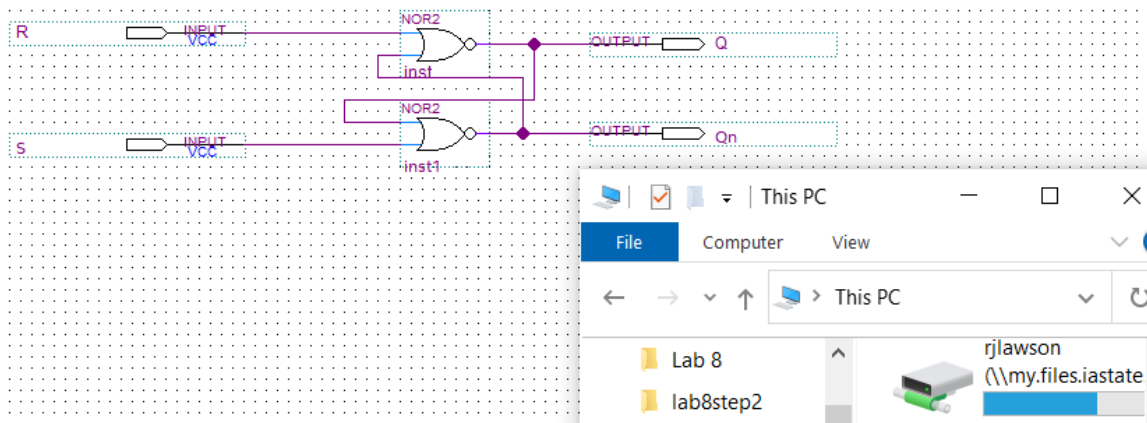 NOR2
R
INPUT
VCC
OUTPUT
Q
inst
NOR2
S
INPUT
VCC
OUTPUT
Qn
inst1
This PC
File Computer View
This PC
Lab 8
lab8step2
rjlawson
(\\my.files.iastate